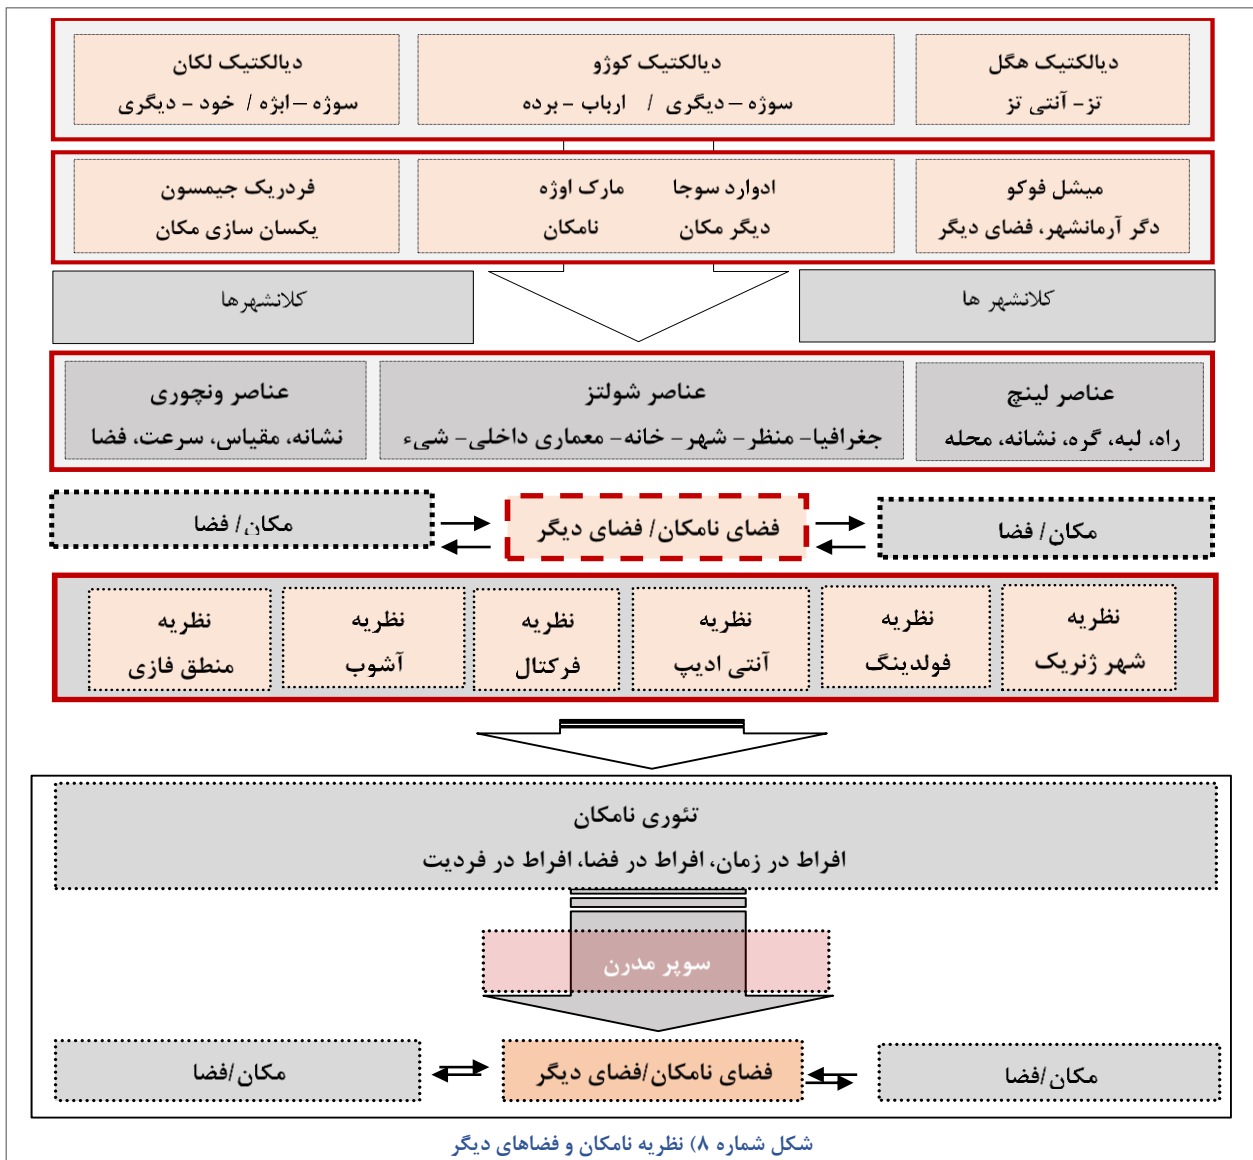 دیالکتیک هگل
تز - آنتی تز
دیالکتیک کوژو
سوژه – دیگری / ارباب - برده
دیالکتیک لکان
سوژه – ابژه / خود - دیگری
میشل فوکو
دگر آرمانشهر، فضای دیگر
ادوارد سوجا مارک اوژه
دیگر مکان نامکان
فردریک جیمسون
یکسان سازی مکان
کلانشهر ها
کلانشهرها
عناصر لینچ
راه، لبه، گره، نشانه، محله
عناصر شولتز
جغرافیا- منظر- شهر- خانه- معماری داخلی- شیء
عناصر ونچوری
نشانه، مقیاس، سرعت، فضا
مکان/ فضا
فضای نامکان/ فضای دیگر
مکان/ فضا
نظریه
شهر ژنریک
نظریه
فولدینگ
نظریه
آنتی ادیپ
نظریه
فرکتال
نظریه
آشوب
نظریه
منطق فازی
تئوری نامکان
افراط در زمان، افراط در فضا، افراط در فردیت
سوپر مدرن
مکان/فضا
فضای نامکان/فضای دیگر
مکان/فضا
شکل شماره ۸) نظریه نامکان و فضاهای دیگر